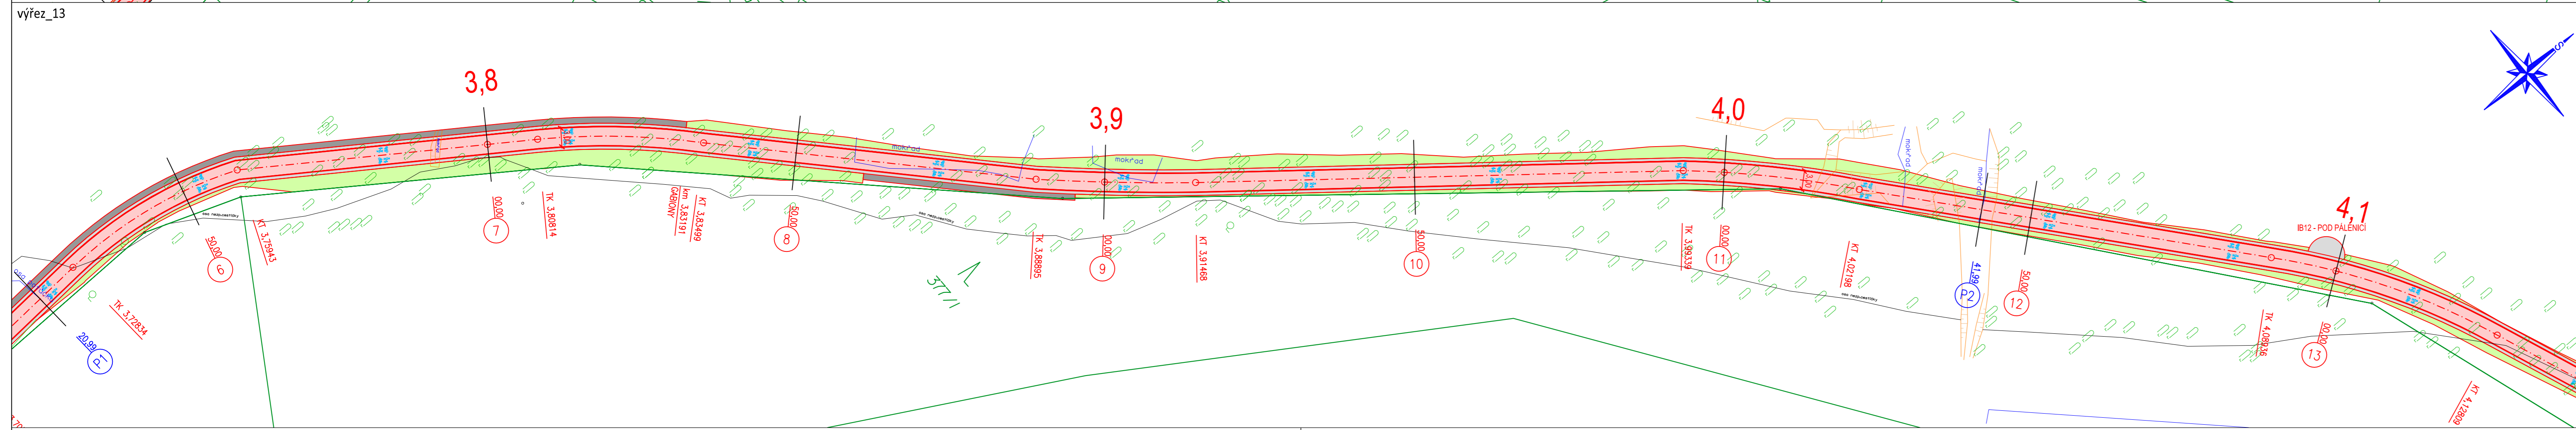 výřez_13
S
3,8
3,9
4,0
4,1
IB12 - POD PÁLENICÍ
mokřad
mokřad
mokřad
mokřad
3,00
20,99
P1
TK 3,72834
50,00
6
KT 3,75943
00,00
7
TK 3,80814
km 3,83191
GABIONY
KT 3,83499
50,00
8
377/1
TK 3,88895
00,00
9
KT 3,91468
50,00
10
TK 3,99339
00,00
11
KT 4,02198
41,99
P2
50,00
12
TK 4,08936
00,00
13
KT 4,12809